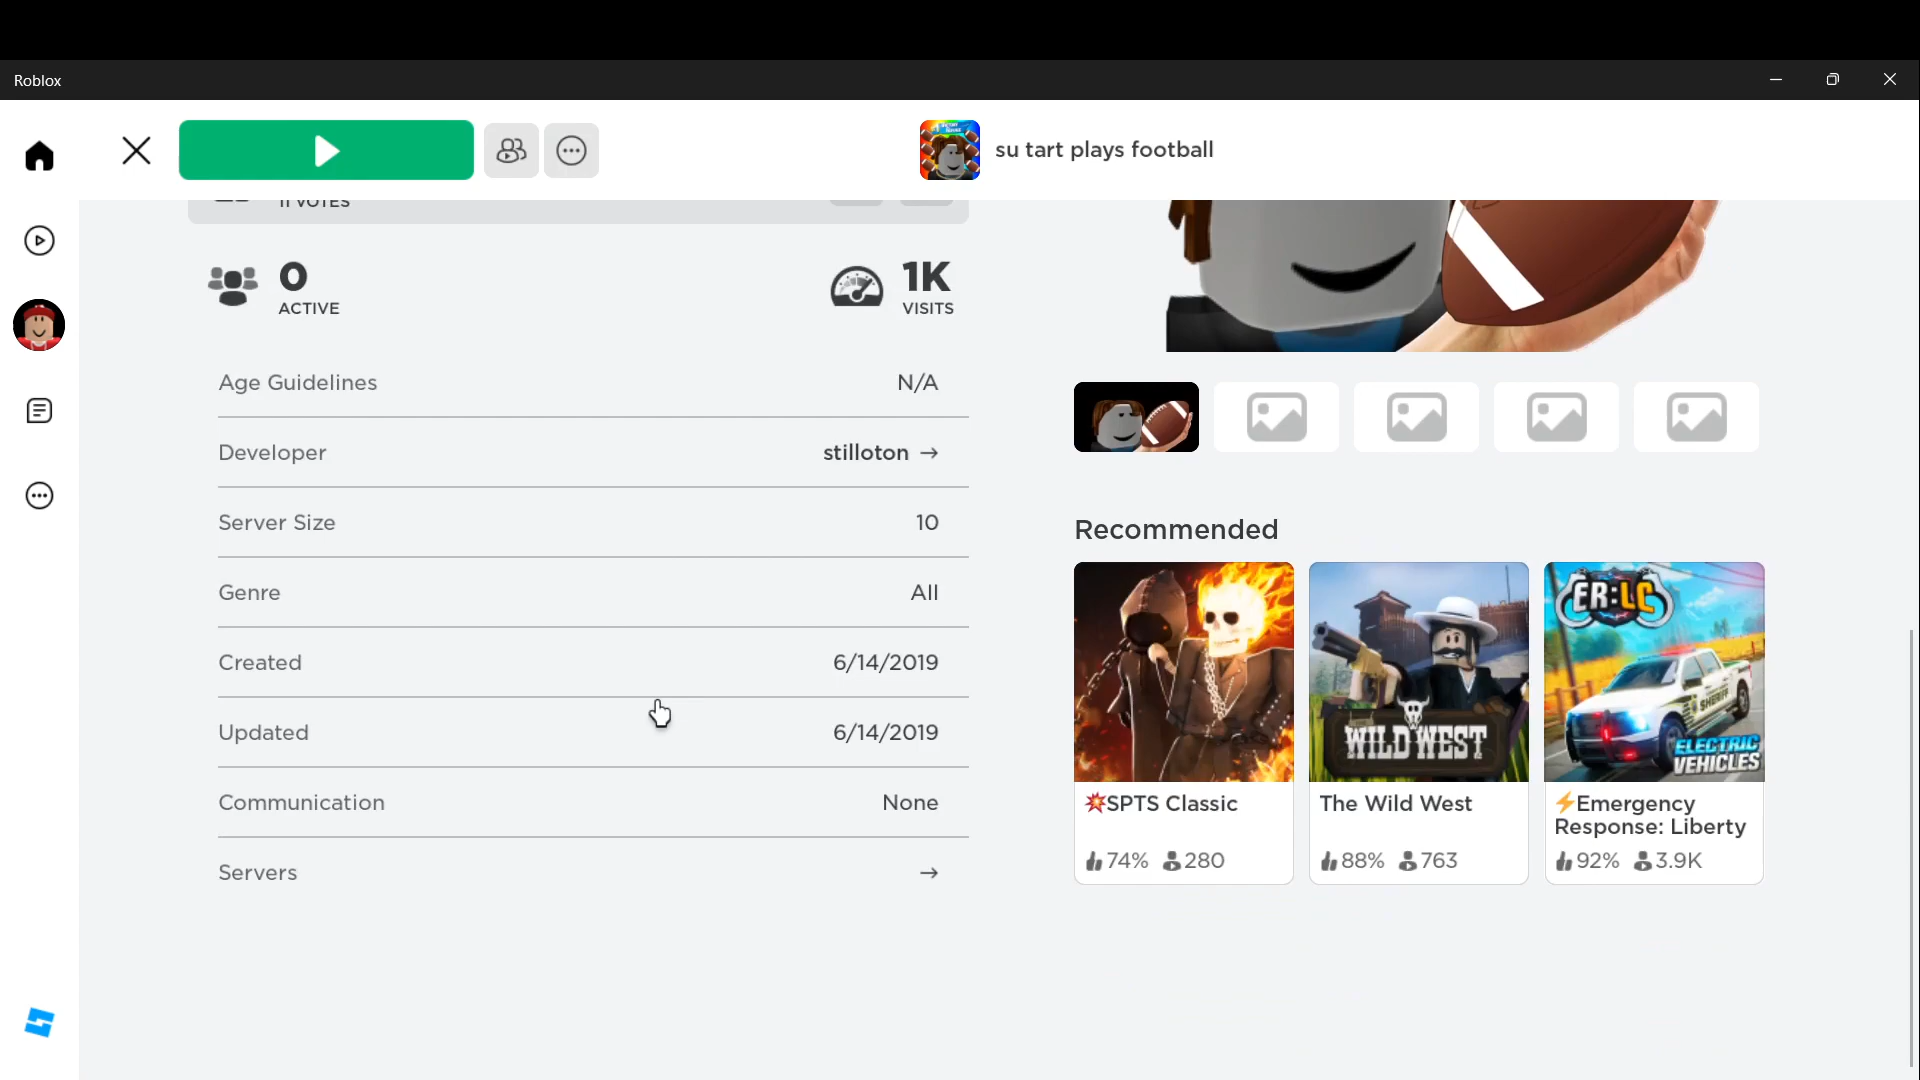 Roblox
su tart plays football
11 VOTES
0
ACTIVE
1K
VISITS
Age Guidelines N/A
Developer stilloton →
Server Size 10
Genre All
Created 6/14/2019
Updated 6/14/2019
Communication None
Servers →
Recommended
WILD WEST
ER:LC
SHERIFF
ELECTRIC
VEHICLES
💥SPTS Classic
74% 280
The Wild West
88% 763
⚡Emergency
Response: Liberty
92% 3.9K